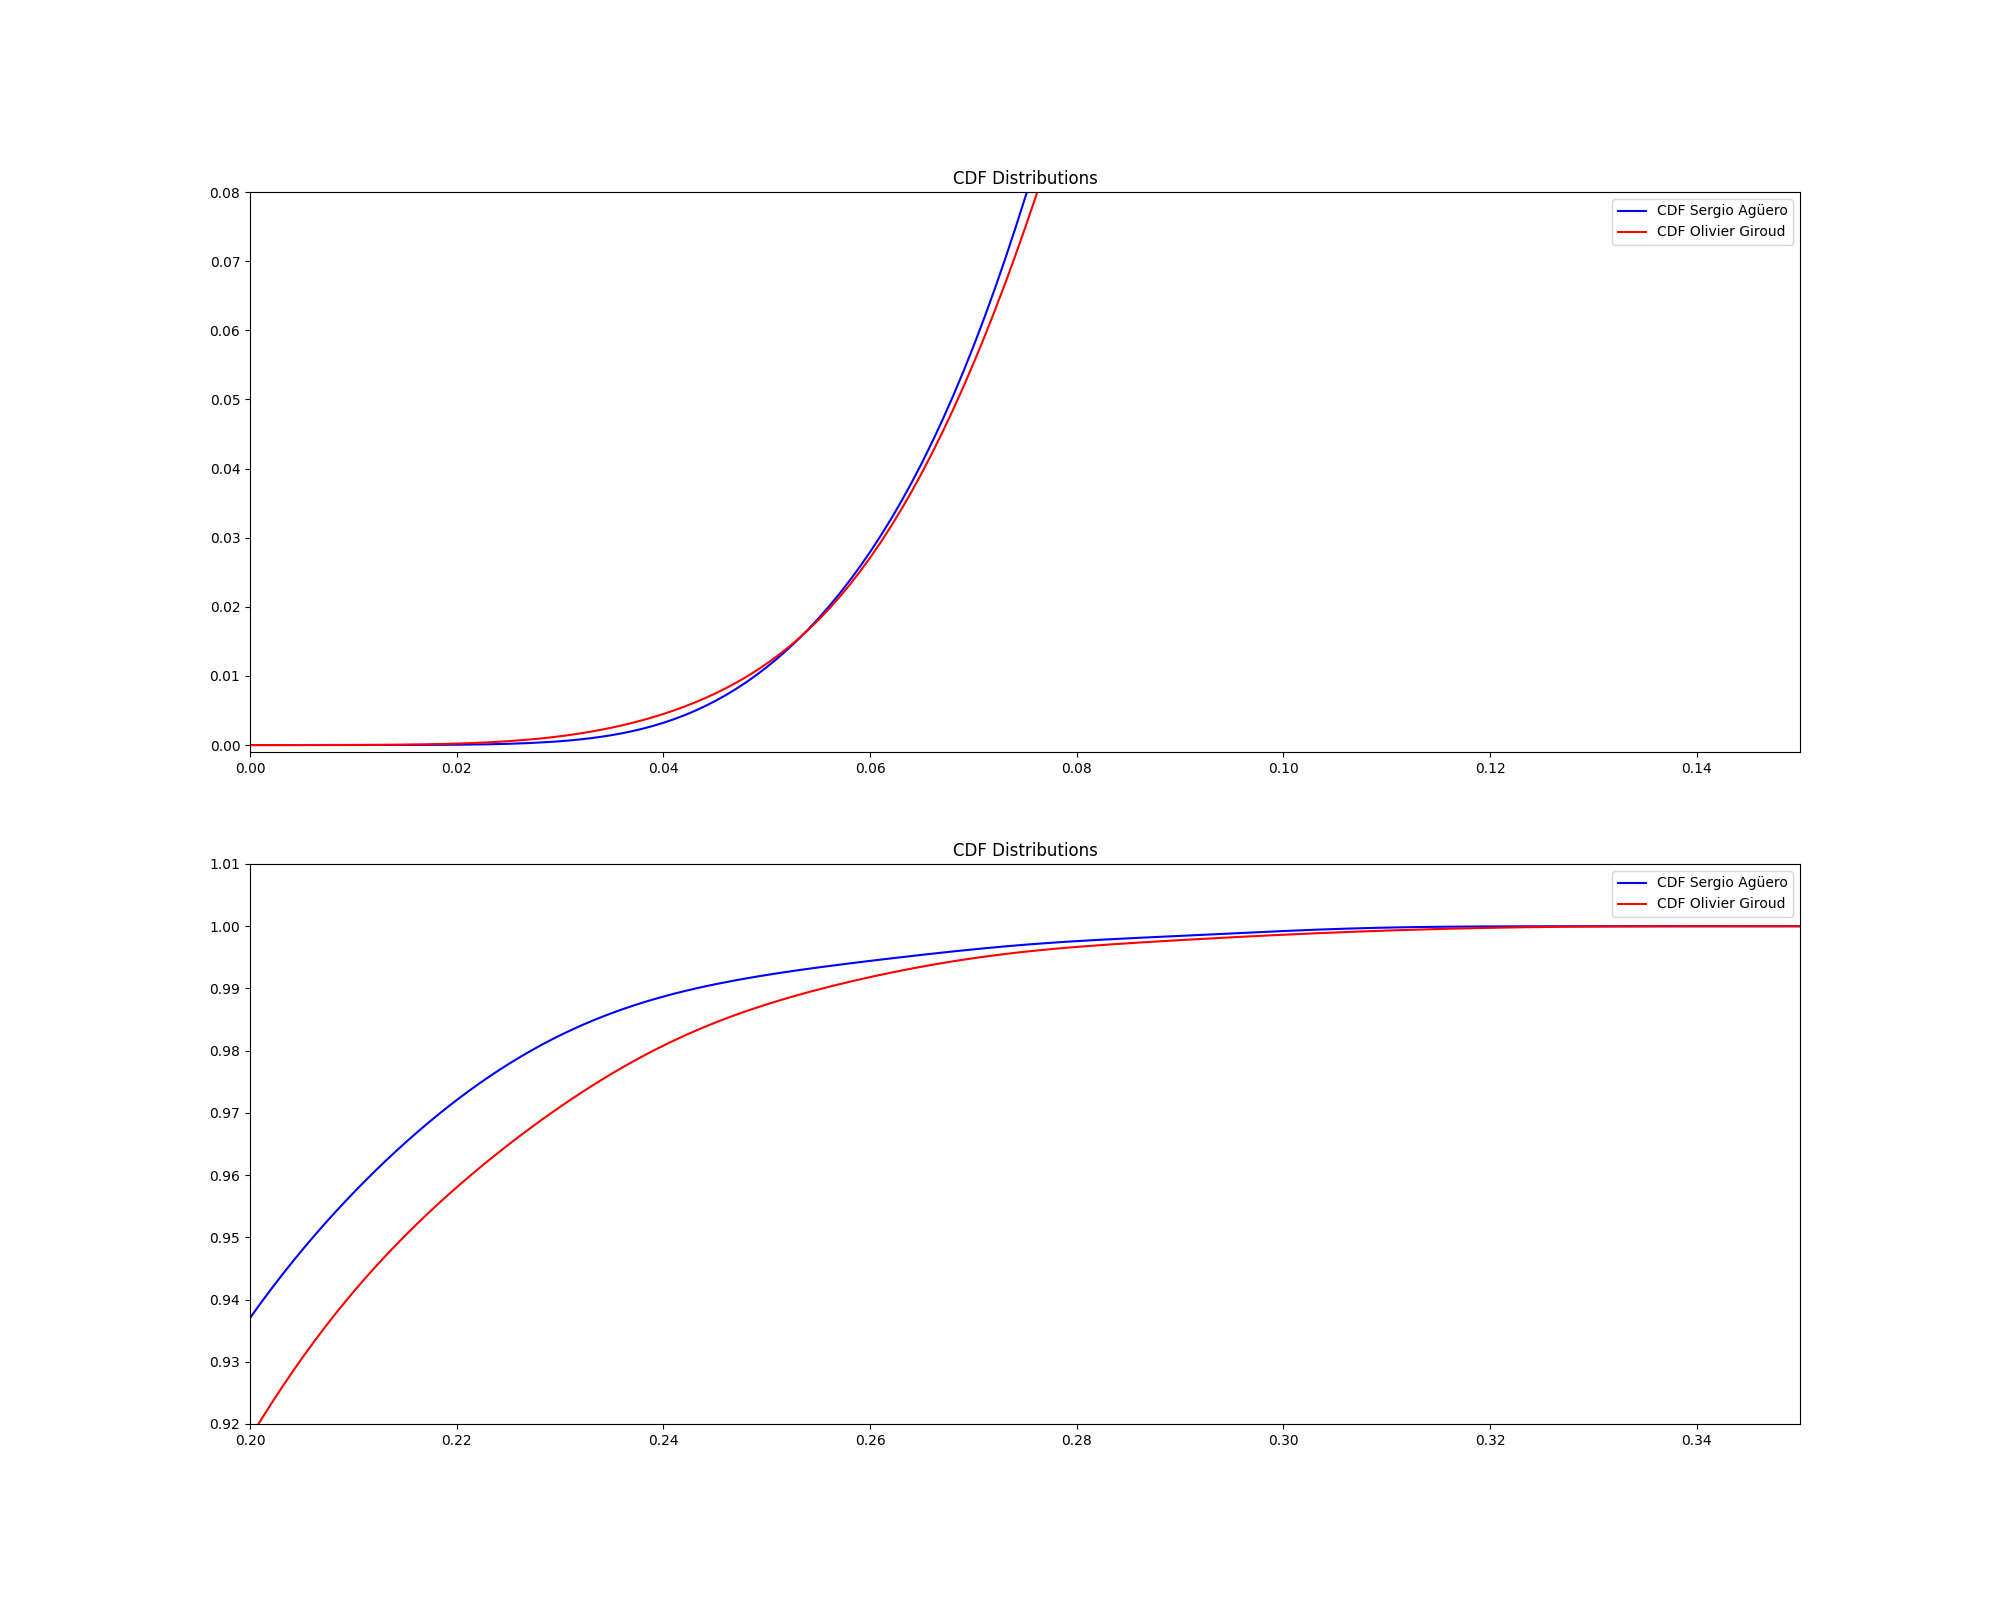 CDF Distributions
0.08
CDF Sergio Agüero
CDF Olivier Giroud
0.07
0.06
0.05
0.04
0.03
0.02
0.01
0.00
0.00 0.02 0.04 0.06 0.08 0.10 0.12 0.14
CDF Distributions
1.01
CDF Sergio Agüero
CDF Olivier Giroud
1.00
0.99
0.98
0.97
0.96
0.95
0.94
0.93
0.92
0.20 0.22 0.24 0.26 0.28 0.30 0.32 0.34